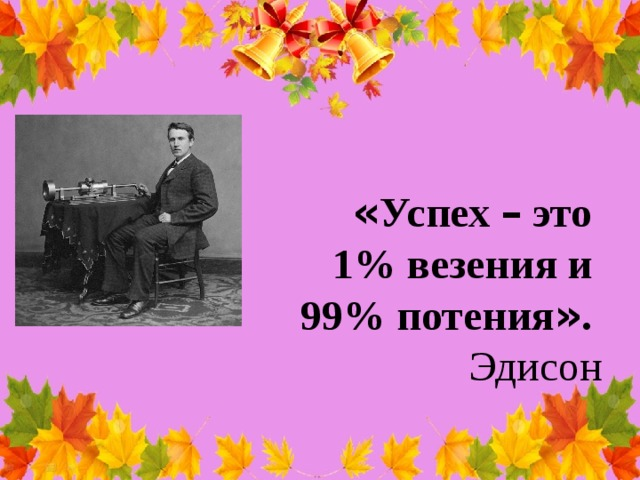 «Успех – это
1% везения и
99% потения».
Эдисон